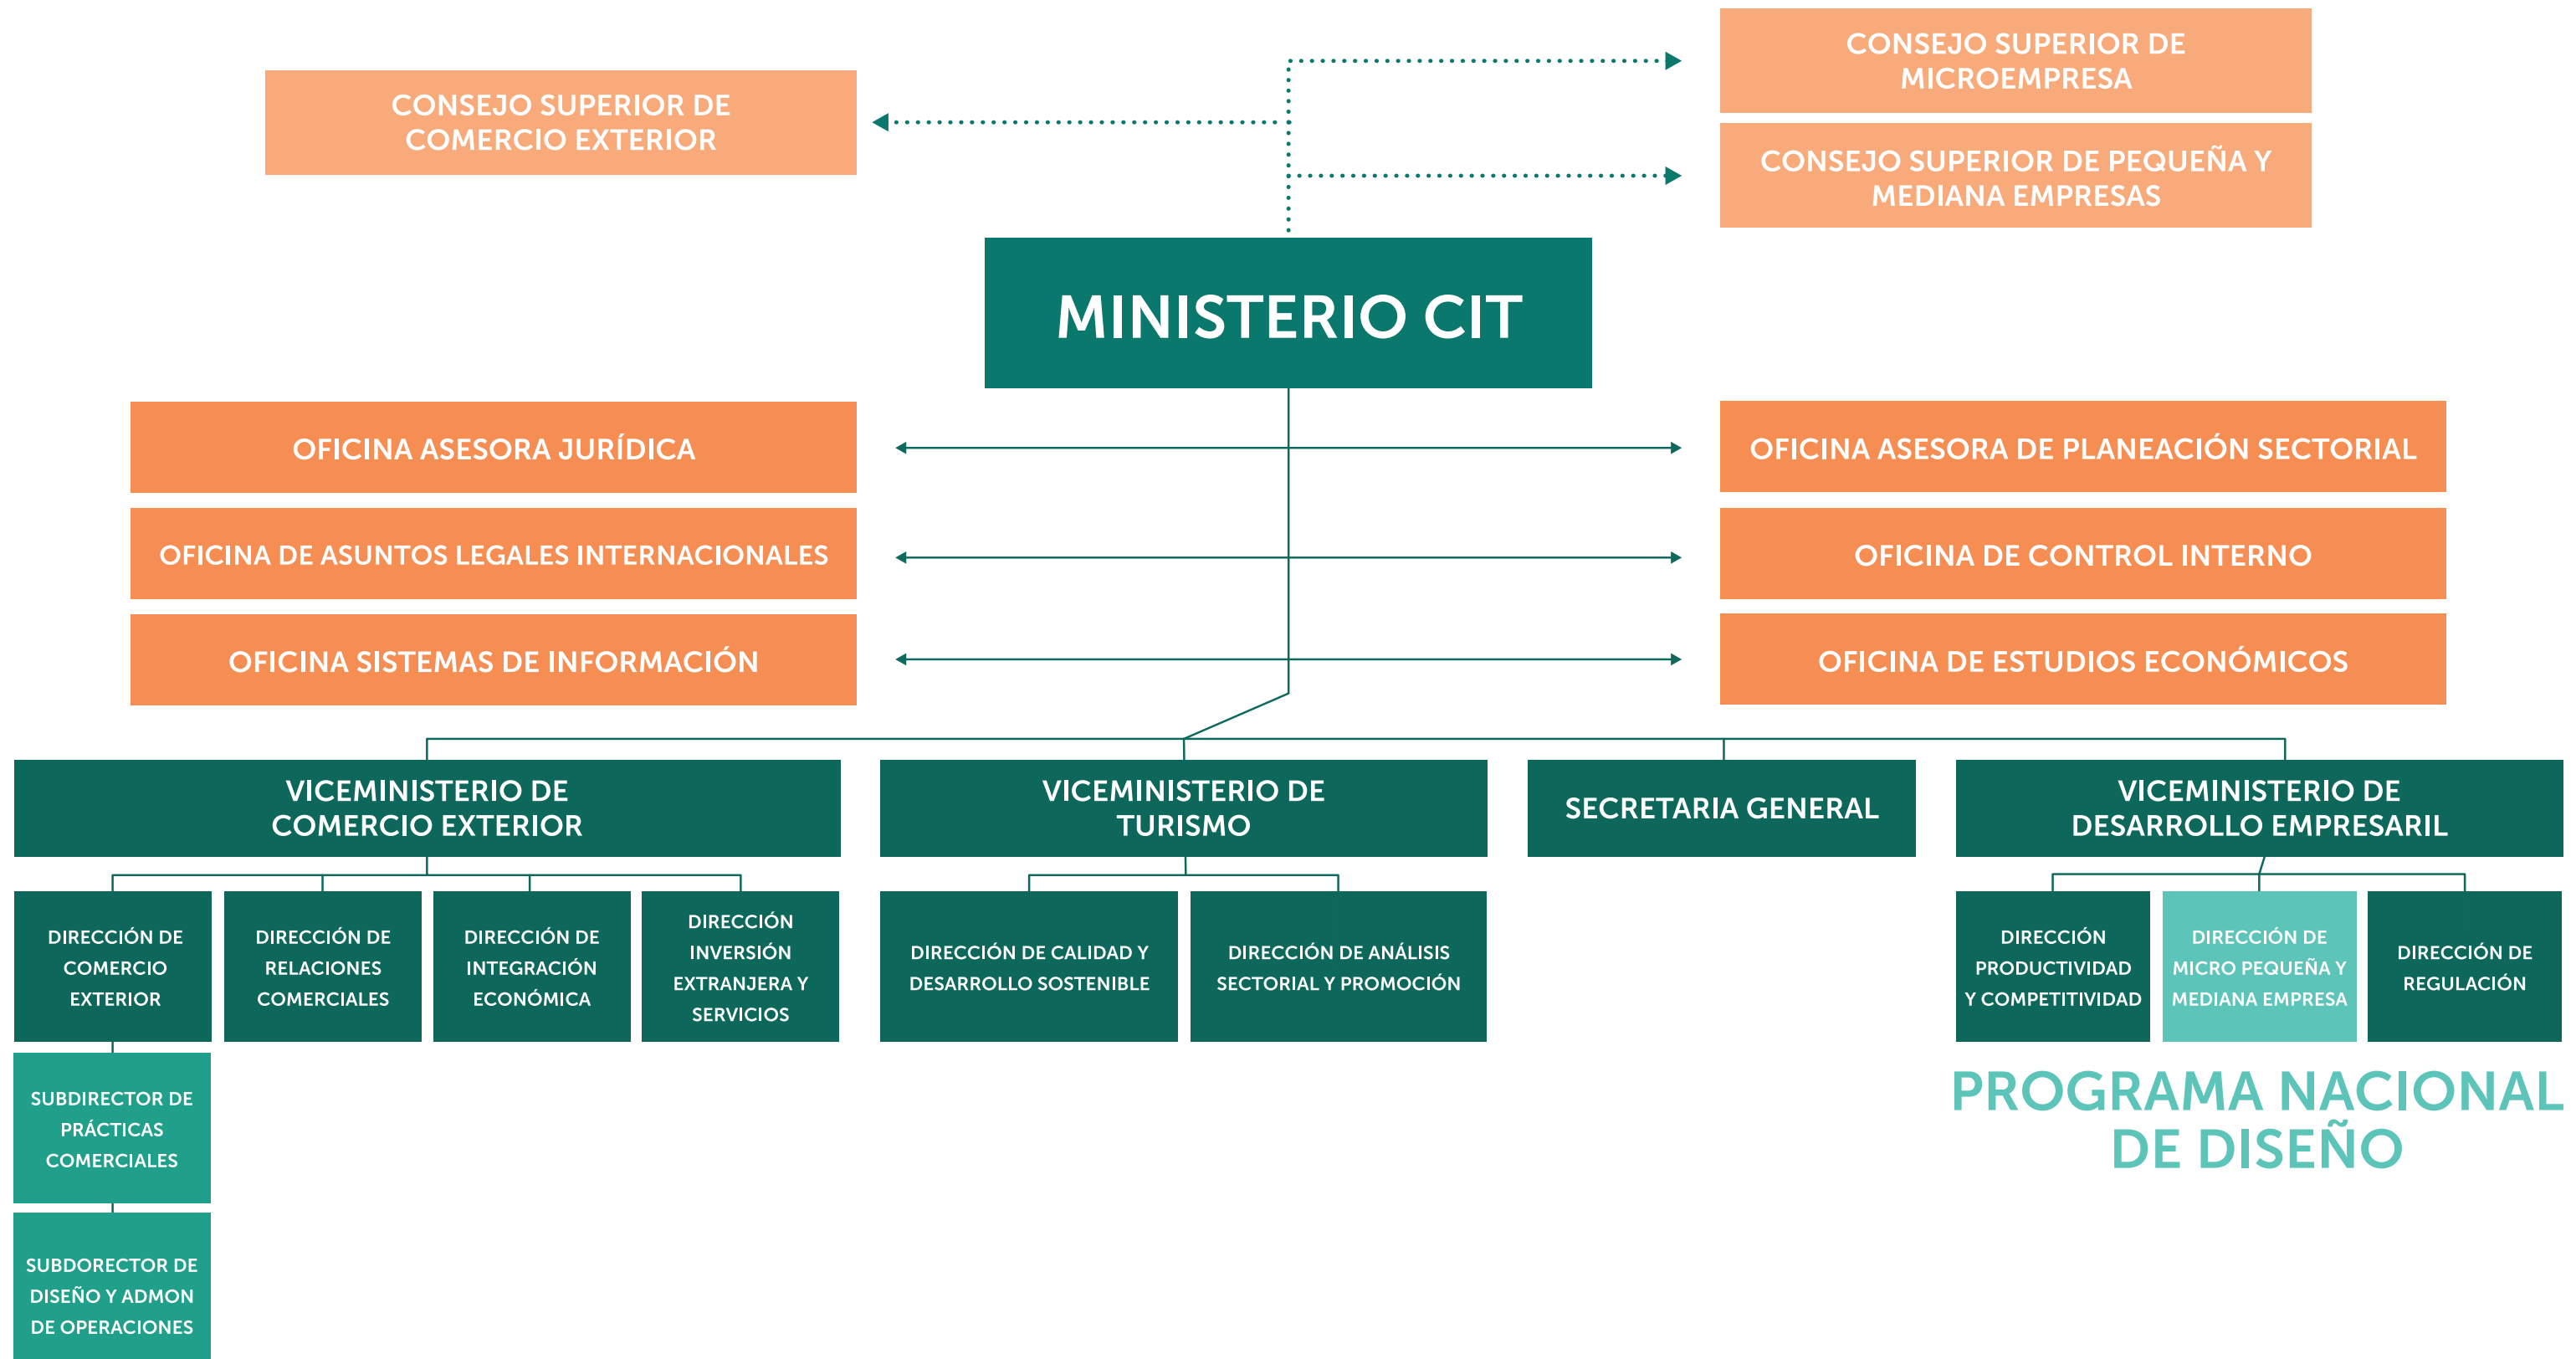 CONSEJO SUPERIOR DE
MICROEMPRESA
CONSEJO SUPERIOR DE
COMERCIO EXTERIOR
CONSEJO SUPERIOR DE PEQUEÑA Y
MEDIANA EMPRESAS
MINISTERIO CIT
OFICINA ASESORA JURÍDICA
OFICINA ASESORA DE PLANEACIÓN SECTORIAL
OFICINA DE ASUNTOS LEGALES INTERNACIONALES
OFICINA DE CONTROL INTERNO
OFICINA SISTEMAS DE INFORMACIÓN
OFICINA DE ESTUDIOS ECONÓMICOS
VICEMINISTERIO DE
COMERCIO EXTERIOR
VICEMINISTERIO DE
TURISMO
SECRETARIA GENERAL
VICEMINISTERIO DE
DESARROLLO EMPRESARIL
DIRECCIÓN DE
COMERCIO
EXTERIOR
DIRECCIÓN DE
RELACIONES
COMERCIALES
DIRECCIÓN DE
INTEGRACIÓN
ECONÓMICA
DIRECCIÓN
INVERSIÓN
EXTRANJERA Y
SERVICIOS
DIRECCIÓN DE CALIDAD Y
DESARROLLO SOSTENIBLE
DIRECCIÓN DE ANÁLISIS
SECTORIAL Y PROMOCIÓN
DIRECCIÓN
PRODUCTIVIDAD
Y COMPETITIVIDAD
DIRECCIÓN DE
MICRO PEQUEÑA Y
MEDIANA EMPRESA
DIRECCIÓN DE
REGULACIÓN
SUBDIRECTOR DE
PRÁCTICAS
COMERCIALES
PROGRAMA NACIONAL
DE DISEÑO
SUBDORECTOR DE
DISEÑO Y ADMON
DE OPERACIONES